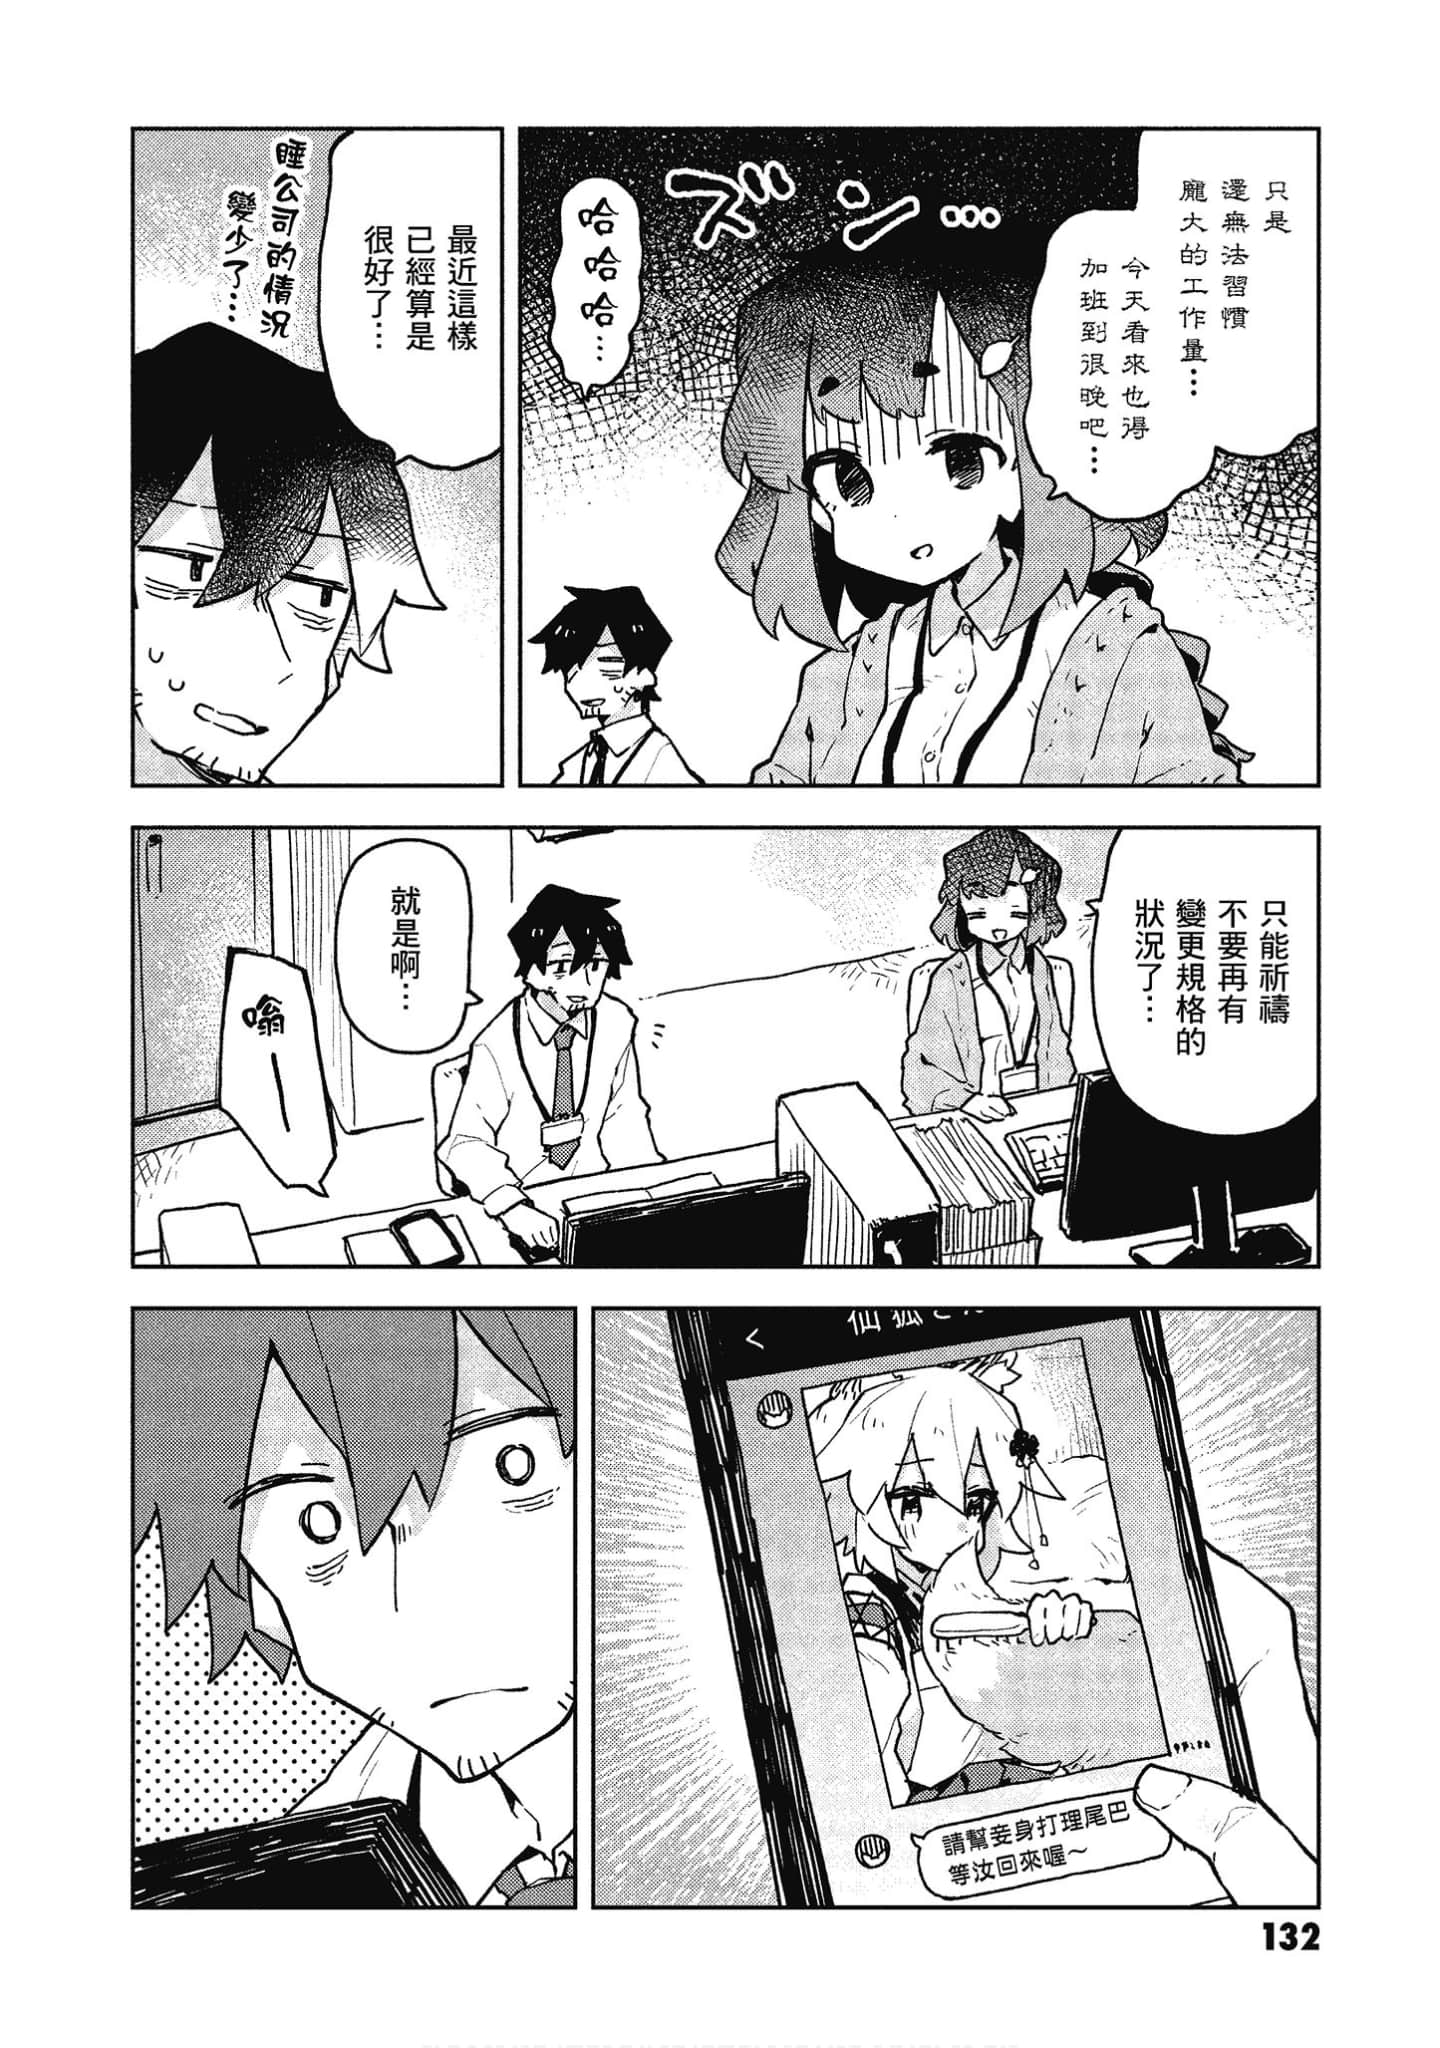 只是
還無法習慣
龐大的工作量…
今天看來也得
加班到很晚吧…
ズン…
哈哈哈…
最近這樣
已經算是
很好了…
睡公司的情況
變少了…
只能祈禱
不要再有
變更規格的
狀況了…
就是啊…
嗡——
仙狐さん
請幫妾身打理尾巴
等汝回來喔～
132